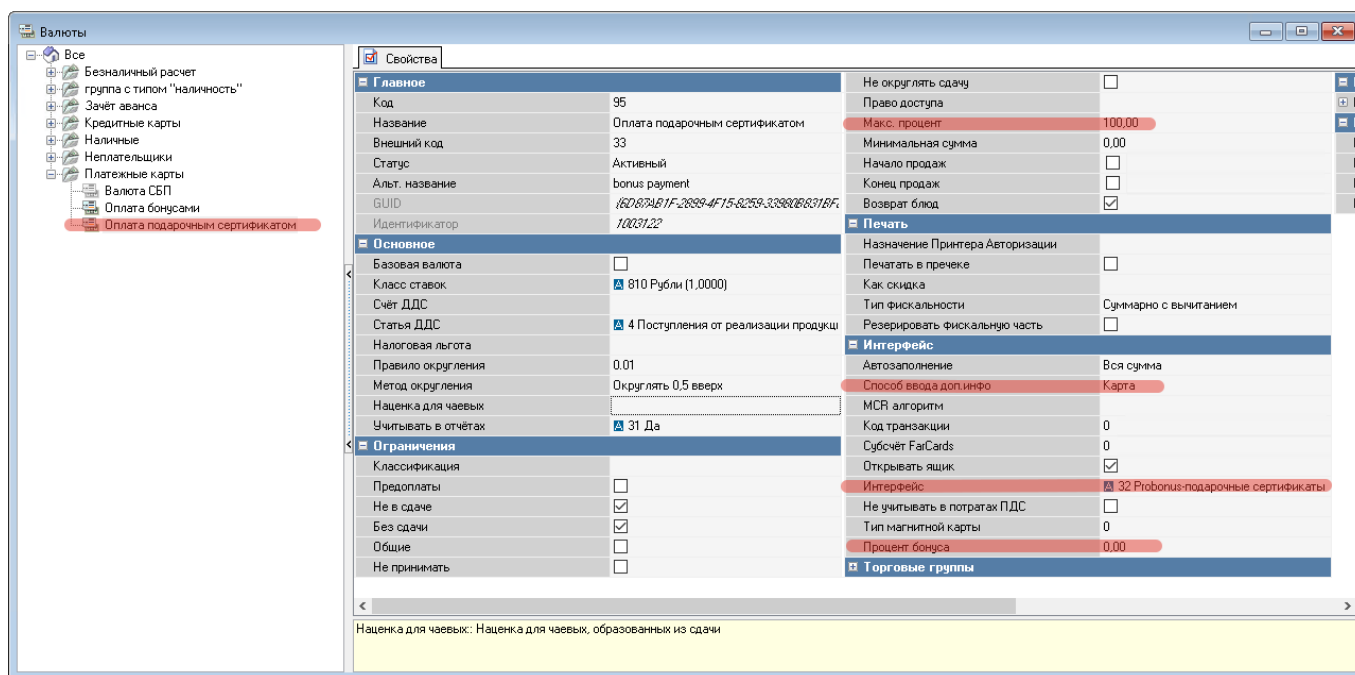 Валюты
Все
Безналичный расчет
группа с типом "наличность"
Зачёт аванса
Кредитные карты
Наличные
Неплательщики
Платежные карты
Валюта СБП
Оплата бонусами
Оплата подарочным сертификатом
Свойства
Главное
Код 95
Название Оплата подарочным сертификатом
Внешний код 33
Статус Активный
Альт. название bonus payment
GUID
Идентификатор 1003122
Основное
Базовая валюта
Класс ставок 810 Рубли (1,0000)
Счёт ДДС
Статья ДДС 4 Поступления от реализации продукц
Налоговая льгота
Правило округления 0.01
Метод округления Округлять 0,5 вверх
Наценка для чаевых
Учитывать в отчётах 31 Да
Ограничения
Классификация
Предоплаты
Не в сдаче
Без сдачи
Общие
Не принимать
Не округлять сдачу
Право доступа
Макс. процент 100,00
Минимальная сумма 0,00
Начало продаж
Конец продаж
Возврат блюд
Печать
Назначение Принтера Авторизации
Печатать в пречеке
Как скидка
Тип фискальности Суммарно с вычитанием
Резерировать фискальную часть
Интерфейс
Автозаполнение Вся сумма
Способ ввода доп.инфо Карта
MCR алгоритм
Код транзакции 0
Субсчёт FarCards 0
Открывать ящик
Интерфейс 32 Probonus-подарочные сертификаты
Не учитывать в потратах ПДС
Тип магнитной карты 0
Процент бонуса 0,00
Торговые группы
Наценка для чаевых:: Наценка для чаевых, образованных из сдачи